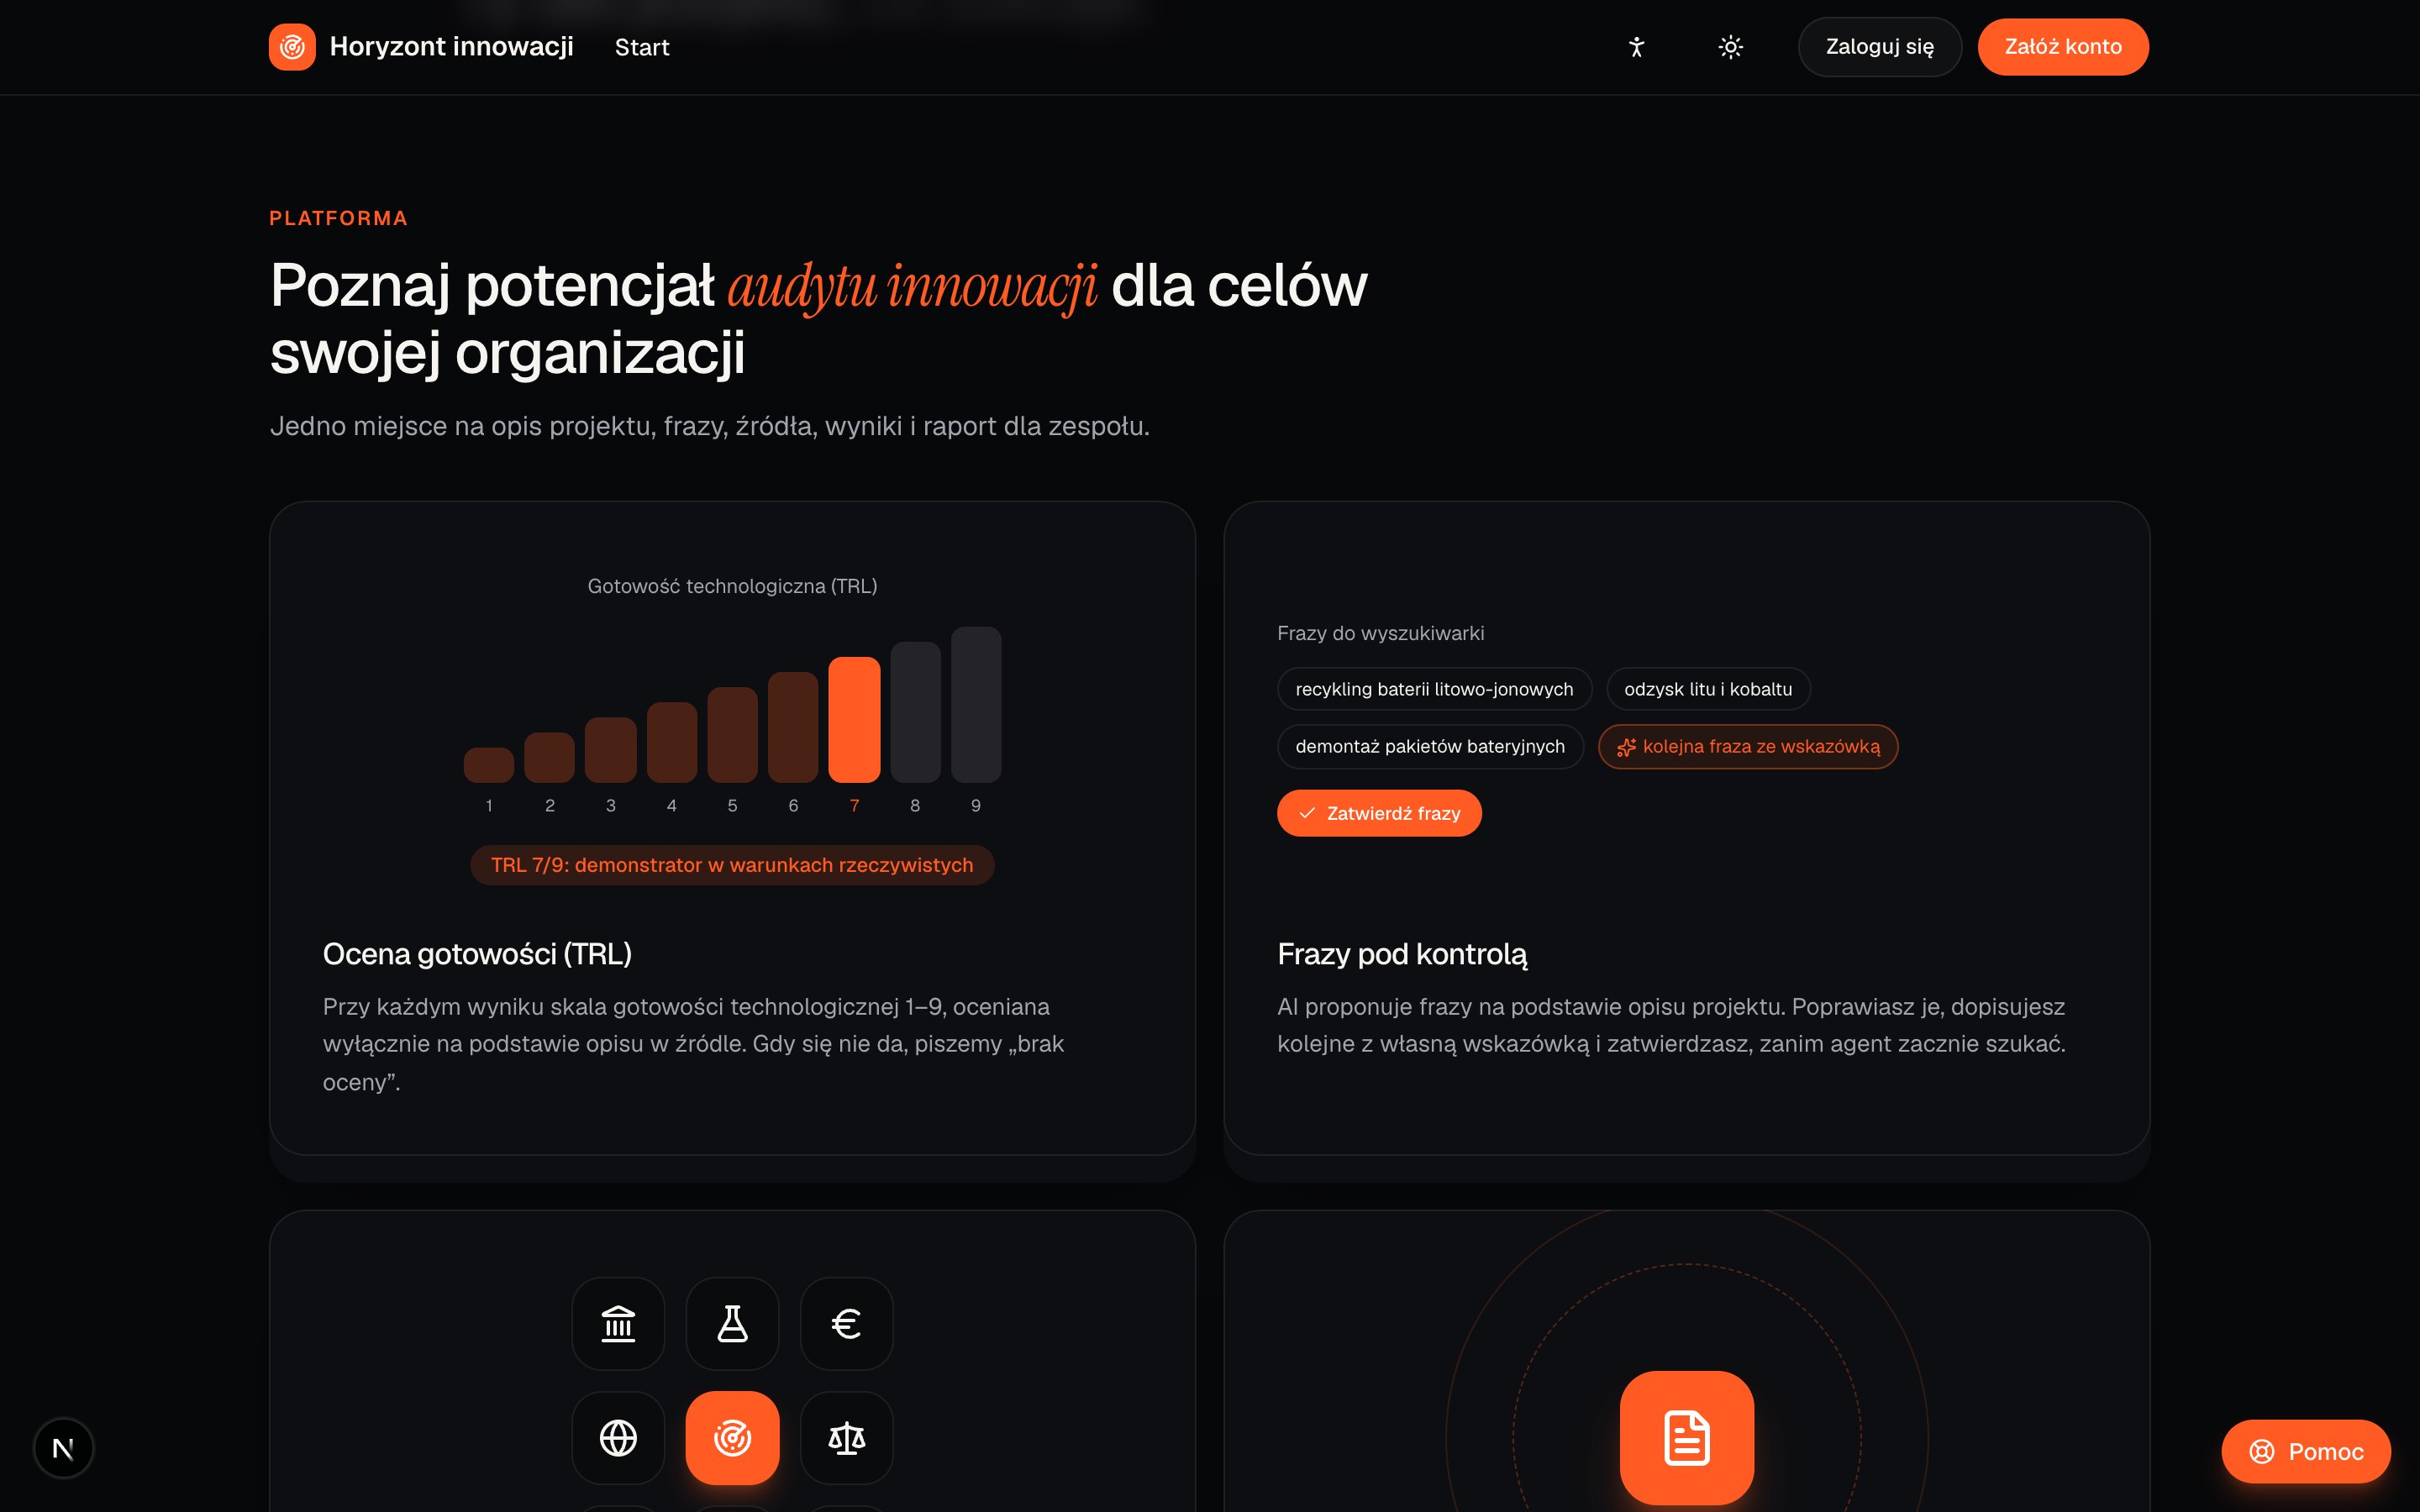 Horyzont innowacji
Start
Zaloguj się
Załóż konto
PLATFORMA
Poznaj potencjał audytu innowacji dla celów
swojej organizacji
Jedno miejsce na opis projektu, frazy, źródła, wyniki i raport dla zespołu.
Gotowość technologiczna (TRL)
1 2 3 4 5 6 7 8 9
TRL 7/9: demonstrator w warunkach rzeczywistych
Ocena gotowości (TRL)
Przy każdym wyniku skala gotowości technologicznej 1–9, oceniana
wyłącznie na podstawie opisu w źródle. Gdy się nie da, piszemy „brak
oceny”.
Frazy do wyszukiwarki
recykling baterii litowo-jonowych
odzysk litu i kobaltu
demontaż pakietów bateryjnych
kolejna fraza ze wskazówką
Zatwierdź frazy
Frazy pod kontrolą
AI proponuje frazy na podstawie opisu projektu. Poprawiasz je, dopisujesz
kolejne z własną wskazówką i zatwierdzasz, zanim agent zacznie szukać.
N
Pomoc